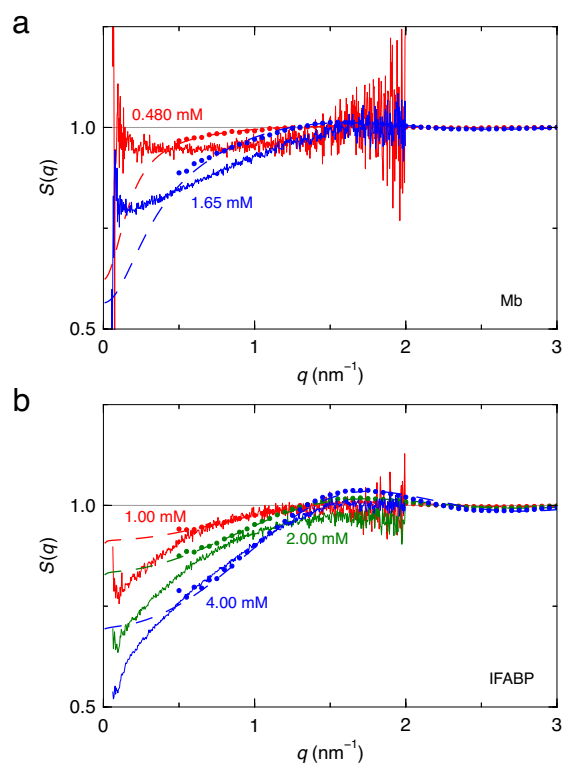 a
1.0
0.480 mM
S(q)
1.65 mM
Mb
0.5
0
1
2
3
q (nm⁻¹)
b
1.0
1.00 mM
2.00 mM
S(q)
4.00 mM
IFABP
0.5
0
1
2
3
q (nm⁻¹)